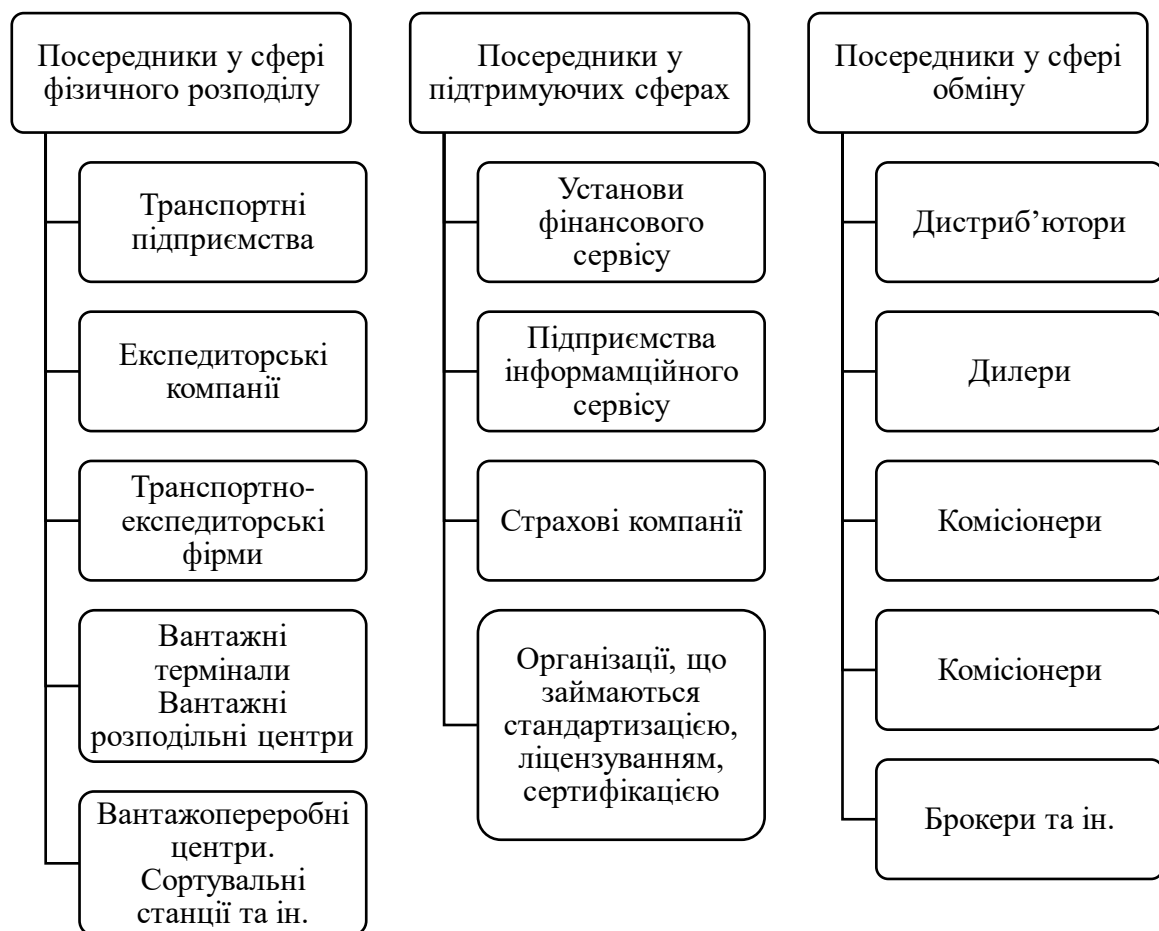 Посередники у сфері
фізичного розподілу
Транспортні
підприємства
Експедиторські
компанії
Транспортно-
експедиторські
фірми
Вантажні
термінали
Вантажні
розподільні центри
Вантажопереробні
центри.
Сортувальні
станції та ін.
Посередники у
підтримуючих сферах
Установи
фінансового
сервісу
Підприємства
інформамційного
сервісу
Страхові компанії
Організації, що
займаються
стандартизацією,
ліцензуванням,
сертифікацією
Посередники у сфері
обміну
Дистриб’ютори
Дилери
Комісіонери
Комісіонери
Брокери та ін.